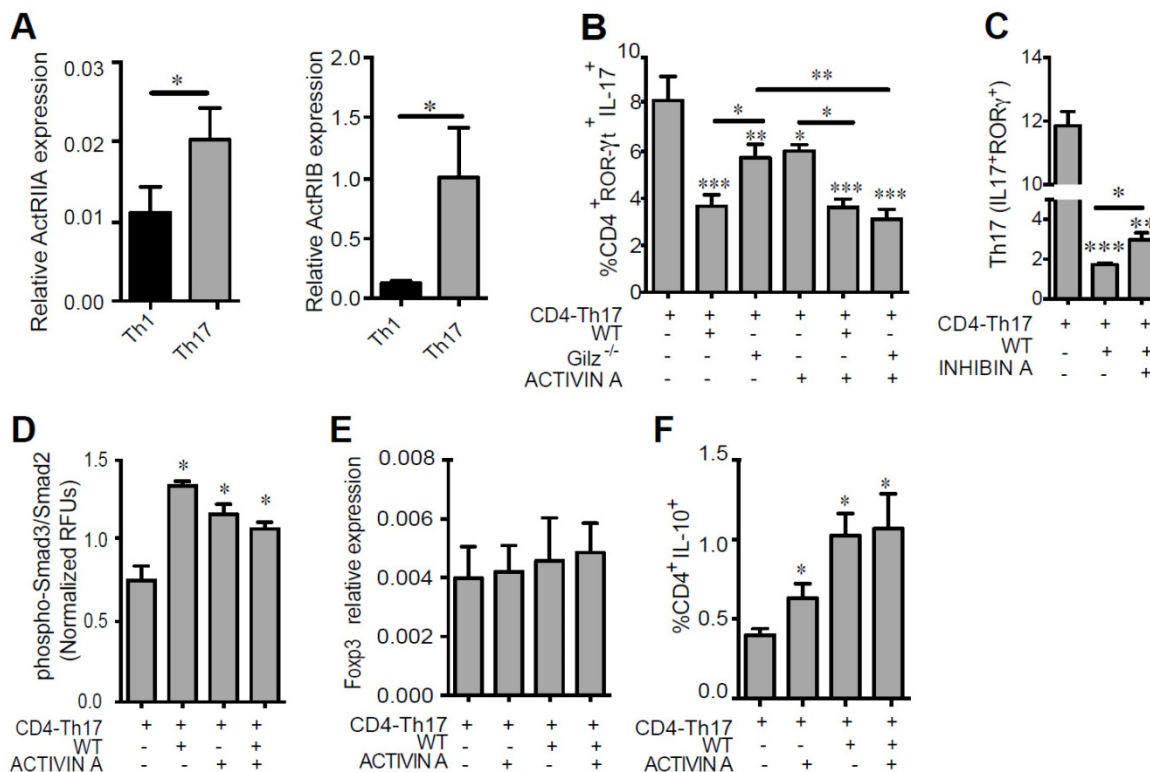 A
Relative ActRIIA expression
0.03
0.02
0.01
0.00
*
Th1
Th17
Relative ActRIB expression
2.0
1.5
1.0
0.5
0.0
*
Th1
Th17
B
%CD4 +ROR-γt + IL-17 +
10
8
6
4
2
0
**
* *
*** ** * *** ***
CD4-Th17 + + + + + +
WT - + - - + -
Gilz -/- - - + - - +
ACTIVIN A - - - + + +
C
Th17 (IL17+RORγ+)
14
12
10
4
2
0
*
*** **
CD4-Th17 + + +
WT - + +
INHIBIN A - - +
D
phospho-Smad3/Smad2
(Normalized RFUs)
1.5
1.0
0.5
0.0
* * *
CD4-Th17 + + + +
WT - + - +
ACTIVIN A - - + +
E
Foxp3 relative expression
0.008
0.006
0.004
0.002
0.000
CD4-Th17 + + + +
WT - - + +
ACTIVIN A - + - +
F
%CD4+IL-10+
1.5
1.0
0.5
0.0
* * *
CD4-Th17 + + + +
WT - - + +
ACTIVIN A - + - +